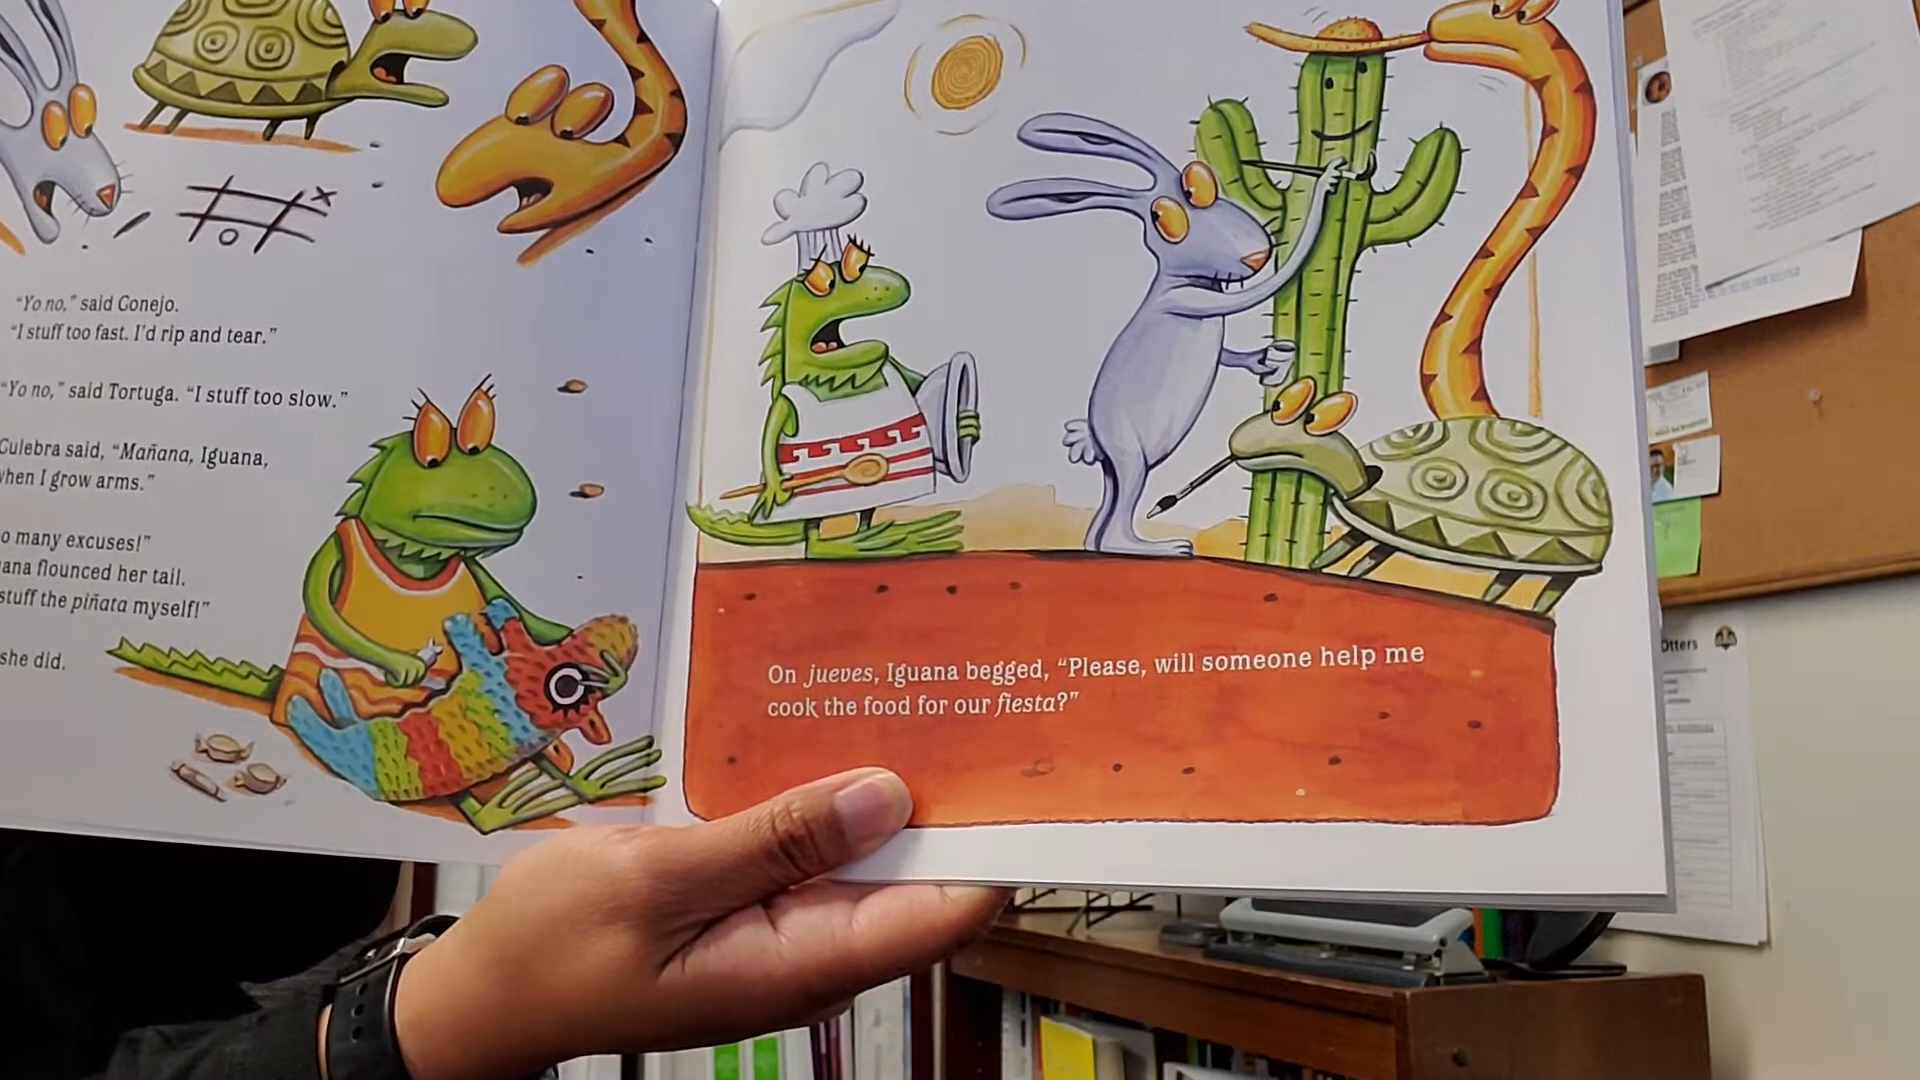 "Yo no," said Conejo.
"I stuff too fast. I'd rip and tear."
"Yo no," said Tortuga. "I stuff too slow."
Culebra said, "Mañana, Iguana,
when I grow arms."
o many excuses!"
ana flounced her tail.
stuff the piñata myself!"
she did.
On jueves, Iguana begged, "Please, will someone help me
cook the food for our fiesta?"
Otters